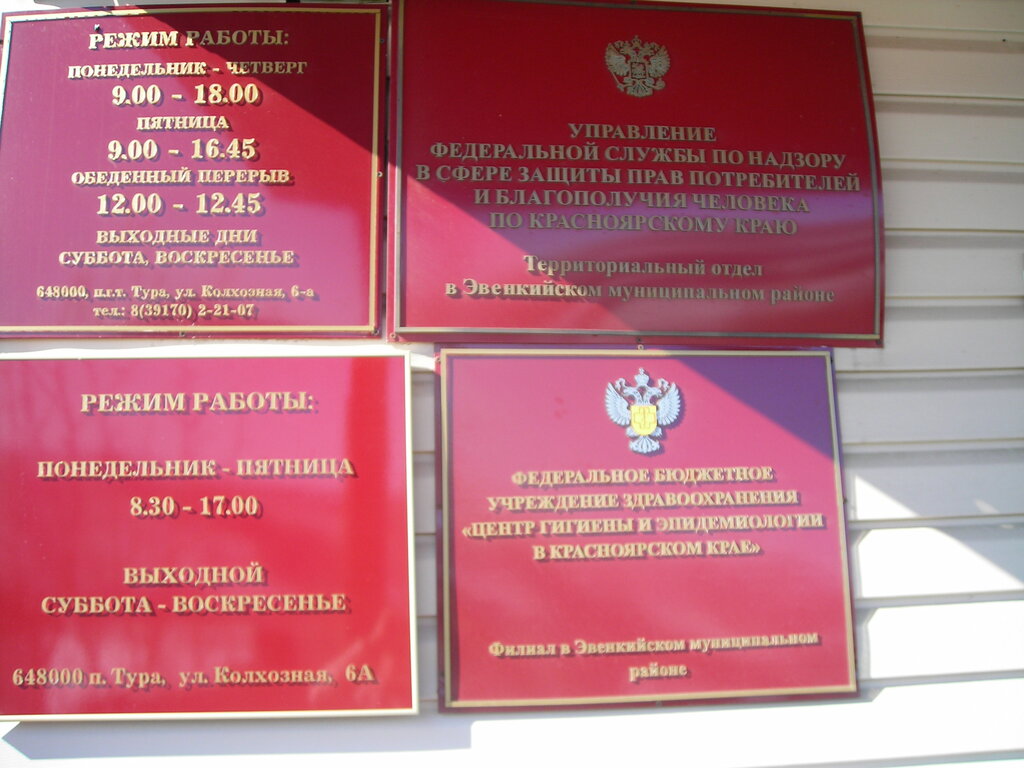 РЕЖИМ РАБОТЫ:
ПОНЕДЕЛЬНИК - ЧЕТВЕРГ
9.00 - 18.00
ПЯТНИЦА
9.00 - 16.45
ОБЕДЕННЫЙ ПЕРЕРЫВ
12.00 - 12.45
ВЫХОДНЫЕ ДНИ
СУББОТА, ВОСКРЕСЕНЬЕ
648000, п.г.т. Тура, ул. Колхозная, 6-а
тел.: 8(39170) 2-21-07
УПРАВЛЕНИЕ
ФЕДЕРАЛЬНОЙ СЛУЖБЫ ПО НАДЗОРУ
В СФЕРЕ ЗАЩИТЫ ПРАВ ПОТРЕБИТЕЛЕЙ
И БЛАГОПОЛУЧИЯ ЧЕЛОВЕКА
ПО КРАСНОЯРСКОМУ КРАЮ
Территориальный отдел
в Эвенкийском муниципальном районе
РЕЖИМ РАБОТЫ:
ПОНЕДЕЛЬНИК - ПЯТНИЦА
8.30 - 17.00
ВЫХОДНОЙ
СУББОТА - ВОСКРЕСЕНЬЕ
648000 п. Тура, ул. Колхозная, 6А
ФЕДЕРАЛЬНОЕ БЮДЖЕТНОЕ
УЧРЕЖДЕНИЕ ЗДРАВООХРАНЕНИЯ
«ЦЕНТР ГИГИЕНЫ И ЭПИДЕМИОЛОГИИ
В КРАСНОЯРСКОМ КРАЕ»
Филиал в Эвенкийском муниципальном
районе